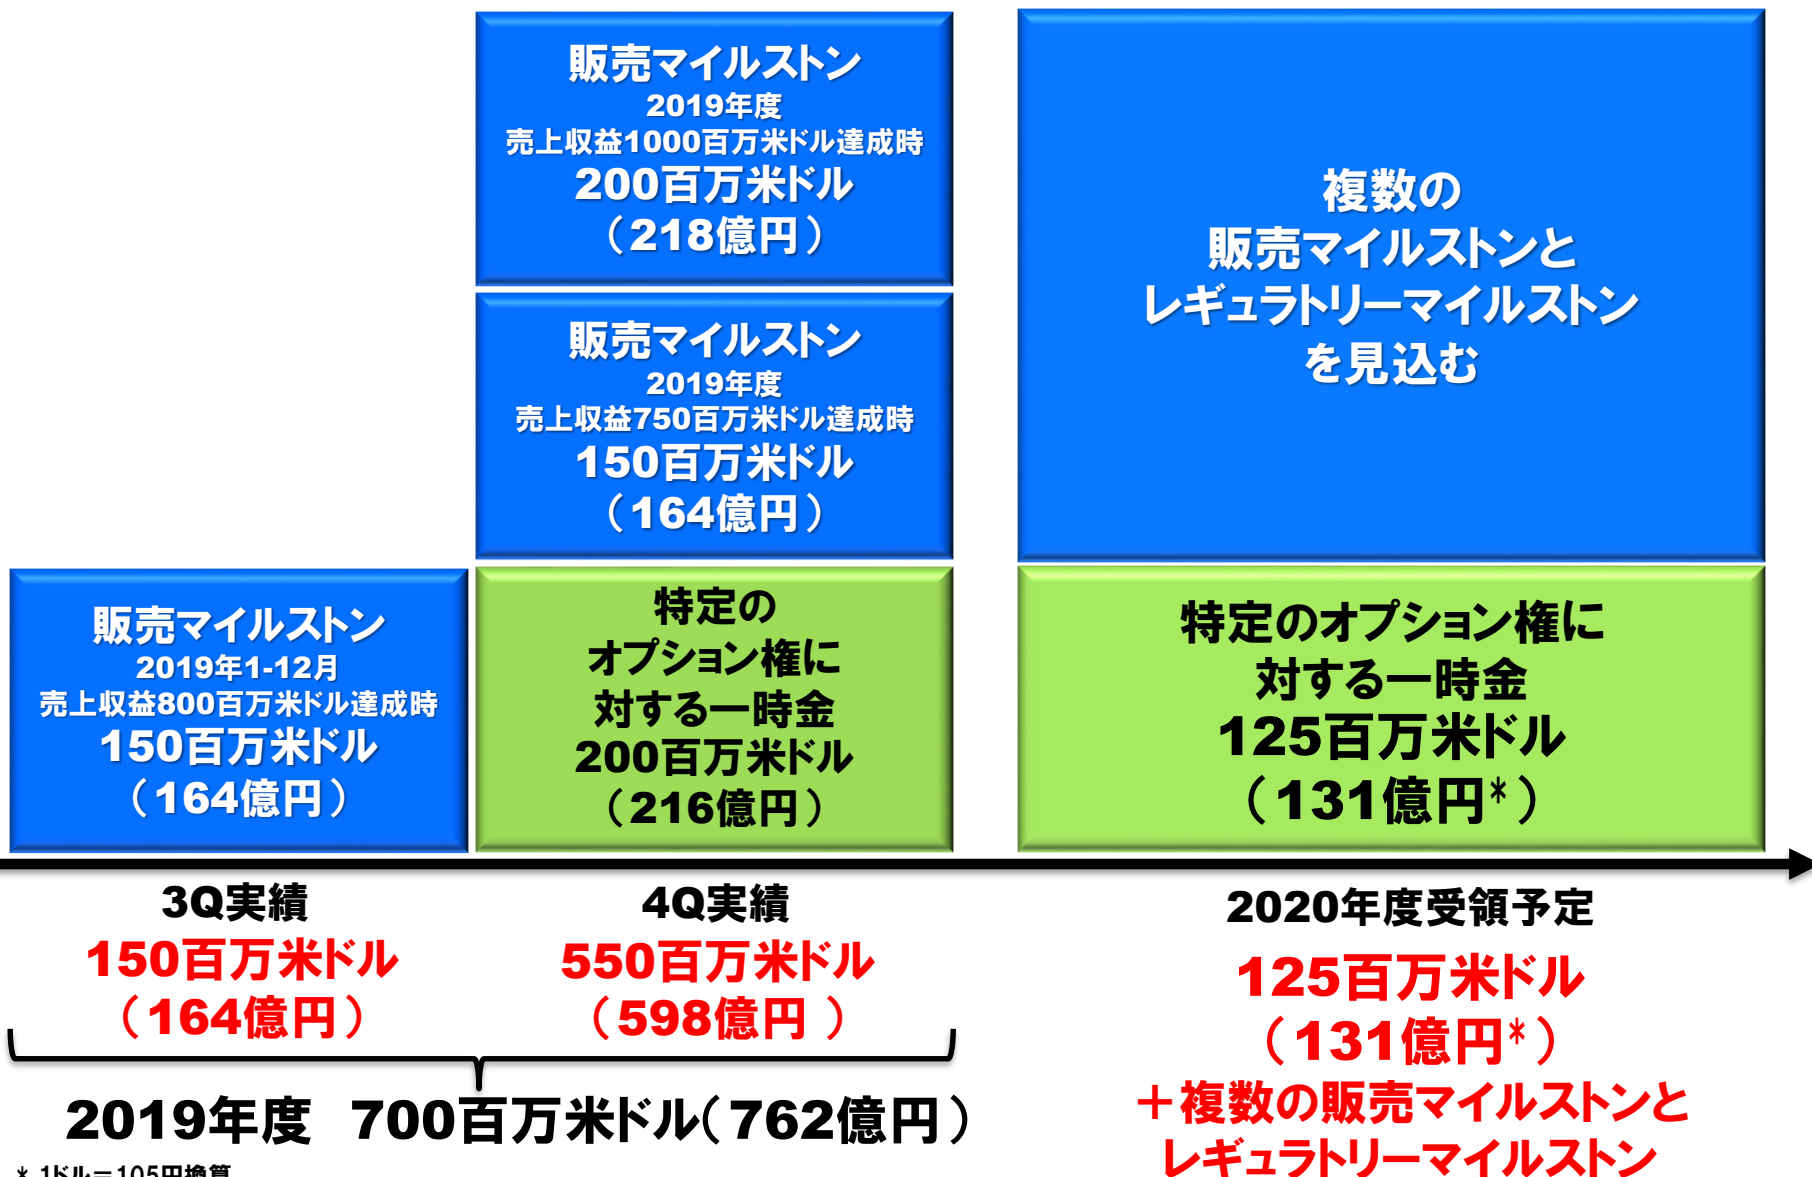 販売マイルストン
2019年度
売上収益1000百万米ドル達成時
200百万米ドル
（218億円）
販売マイルストン
2019年度
売上収益750百万米ドル達成時
150百万米ドル
（164億円）
複数の
販売マイルストンと
レギュラトリーマイルストン
を見込む
販売マイルストン
2019年1-12月
売上収益800百万米ドル達成時
150百万米ドル
（164億円）
特定の
オプション権に
対する一時金
200百万米ドル
（216億円）
特定のオプション権に
対する一時金
125百万米ドル
（131億円*）
3Q実績
150百万米ドル
（164億円）
4Q実績
550百万米ドル
（598億円 ）
2019年度　700百万米ドル（762億円）
2020年度受領予定
125百万米ドル
（131億円*）
＋複数の販売マイルストンと
レギュラトリーマイルストン
* 1ドル＝105円換算